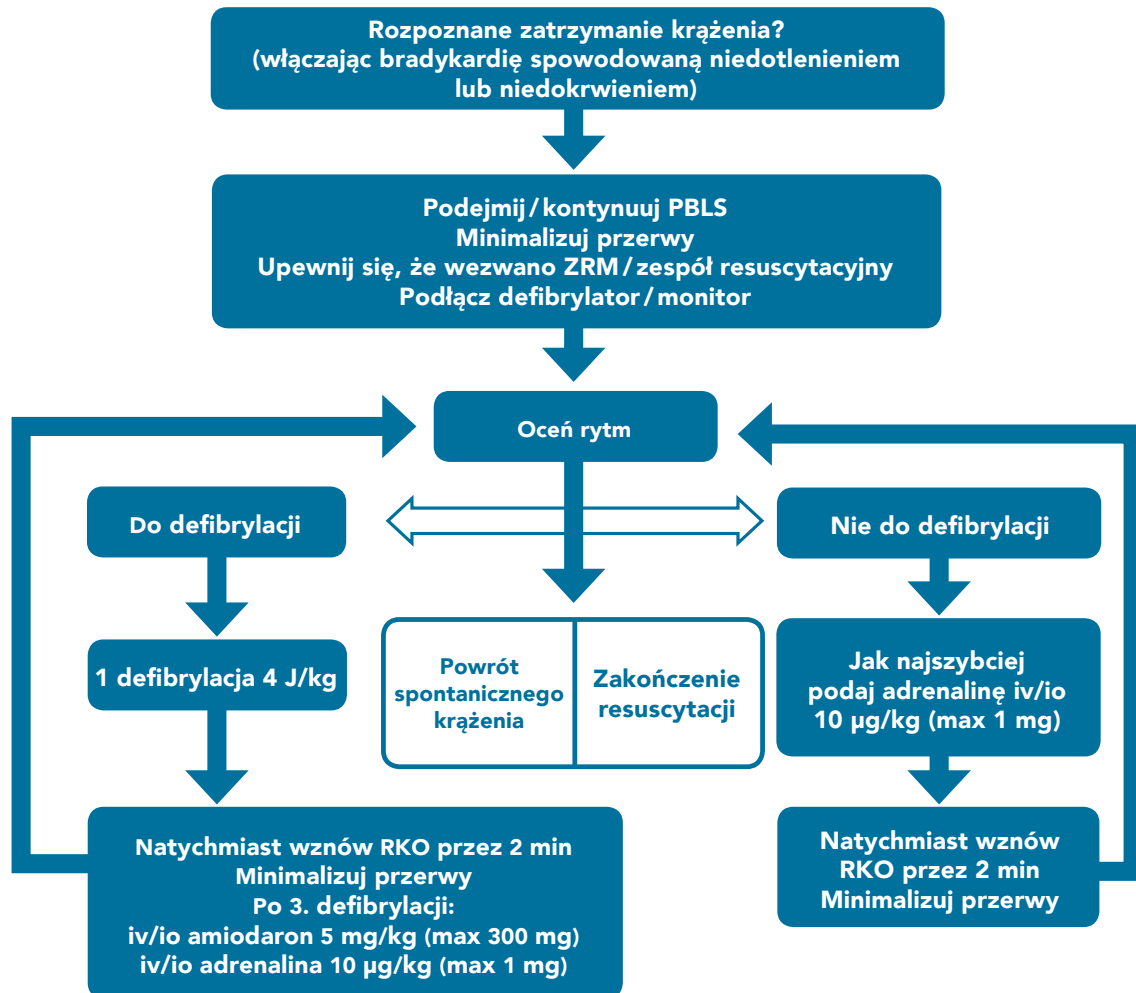 Rozpoznane zatrzymanie krążenia?
(włączając bradykardię spowodowaną niedotlenieniem
lub niedokrwieniem)
Podejmij/kontynuuj PBLS
Minimalizuj przerwy
Upewnij się, że wezwano ZRM/zespół resuscytacyjny
Podłącz defibrylator/monitor
Oceń rytm
Do defibrylacji
1 defibrylacja 4 J/kg
Natychmiast wznów RKO przez 2 min
Minimalizuj przerwy
Po 3. defibrylacji:
iv/io amiodaron 5 mg/kg (max 300 mg)
iv/io adrenalina 10 µg/kg (max 1 mg)
Powrót
spontanicznego
krążenia
Zakończenie
resuscytacji
Nie do defibrylacji
Jak najszybciej
podaj adrenalinę iv/io
10 µg/kg (max 1 mg)
Natychmiast wznów
RKO przez 2 min
Minimalizuj przerwy